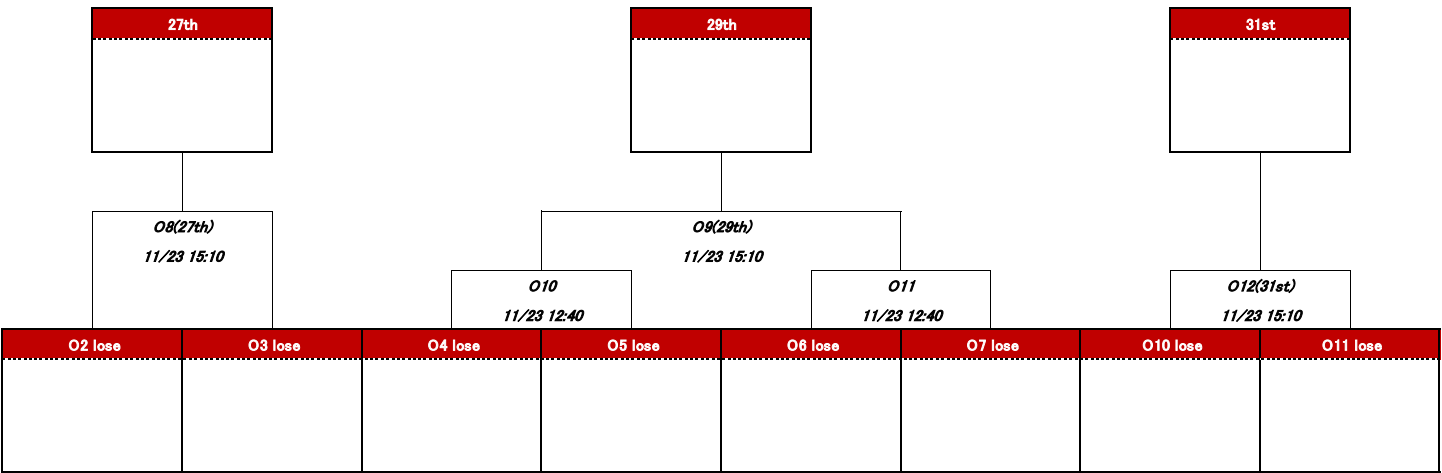 27th
29th
31st
O8(27th)
O9(29th)
11/23 15:10
11/23 15:10
O10
O11
O12(31st)
11/23 12:40
11/23 12:40
11/23 15:10
O2 lose
O3 lose
O4 lose
O5 lose
O6 lose
O7 lose
O10 lose
O11 lose